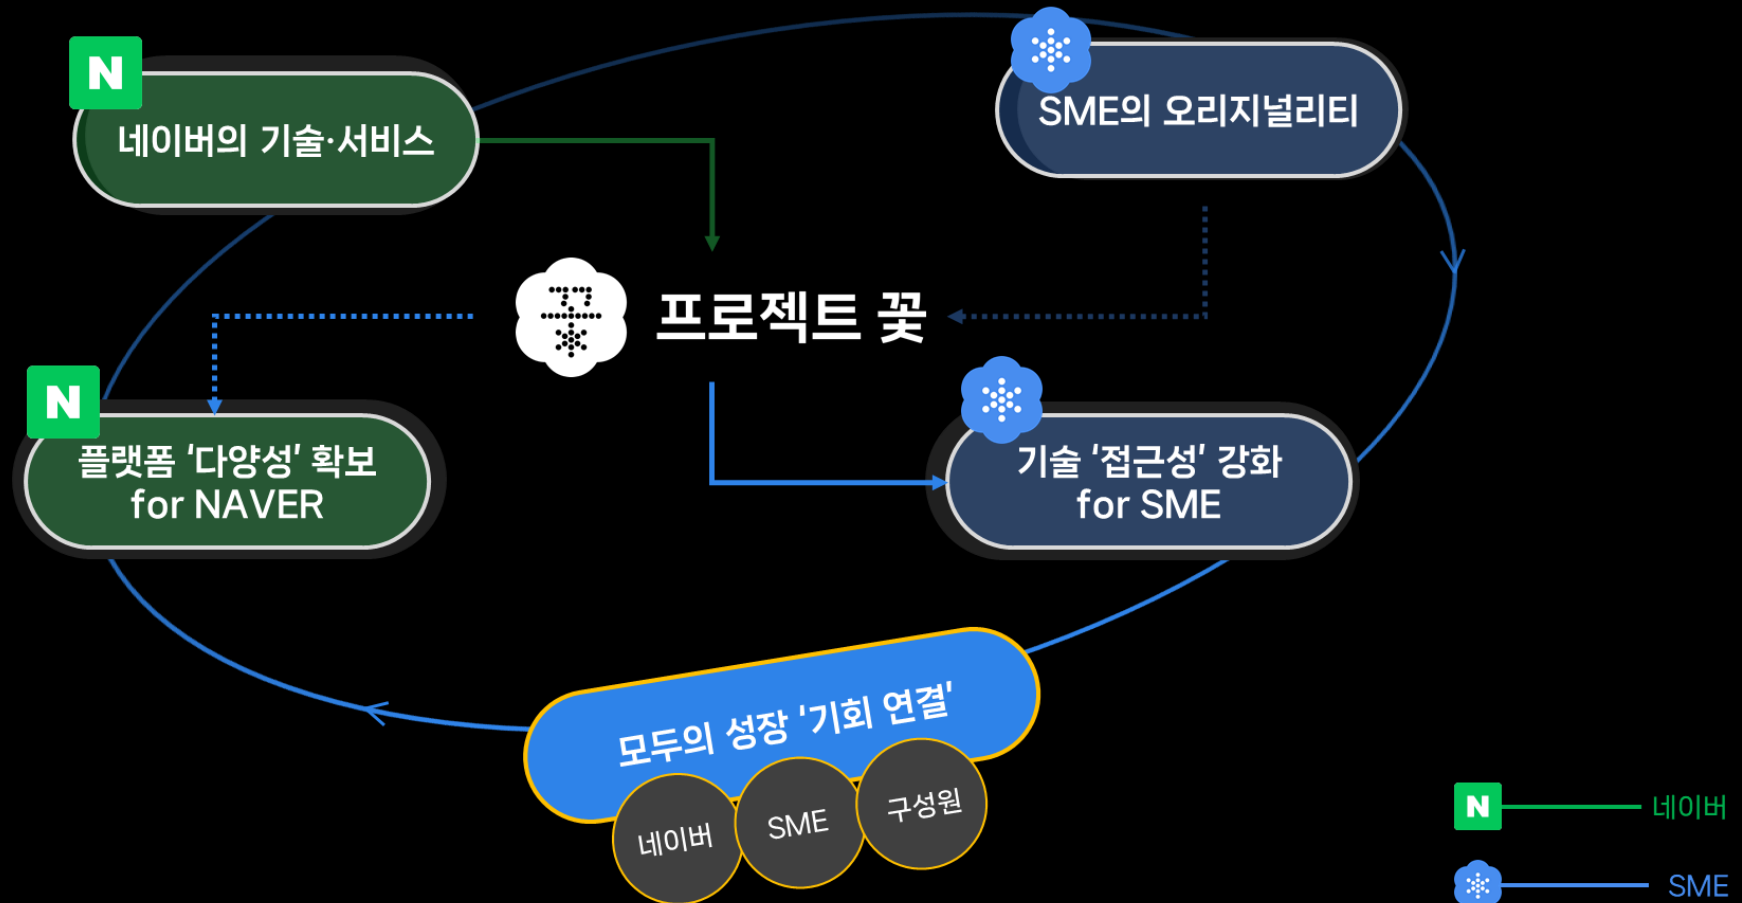 N
네이버의 기술·서비스
SME의 오리지널리티
꽃
프로젝트 꽃
N
플랫폼 '다양성' 확보
for NAVER
기술 '접근성' 강화
for SME
모두의 성장 '기회 연결'
네이버
SME
구성원
N
네이버
SME